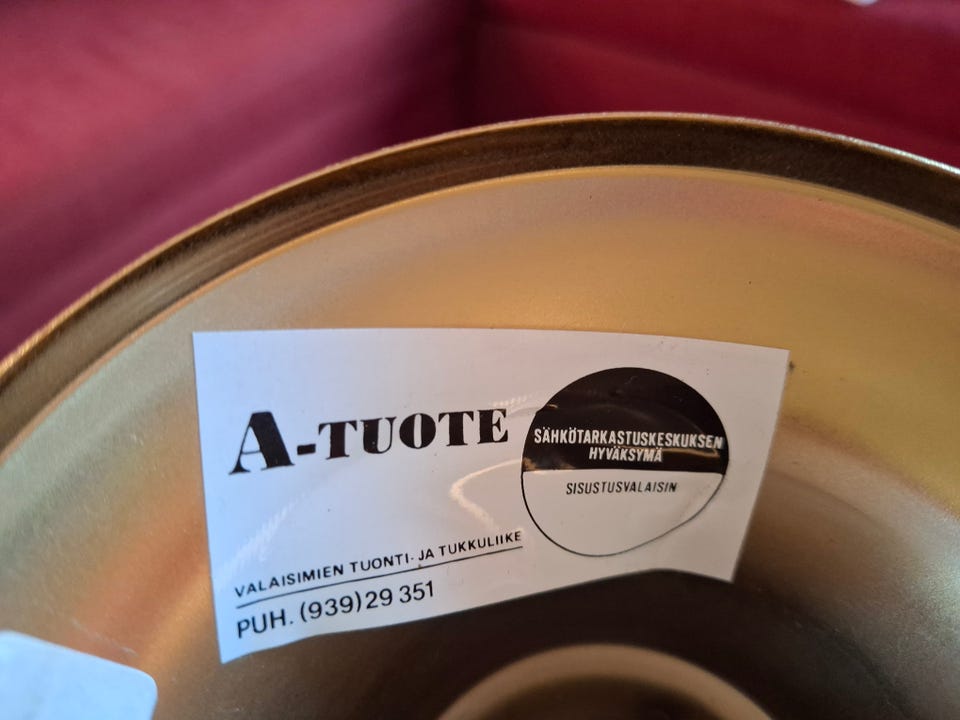 A-TUOTE
SÄHKÖTARKASTUSKESKUKSEN
HYVÄKSYMÄ
SISUSTUSVALAISIN
VALAISIMIEN TUONTI- JA TUKKULIIKE
PUH. (939)29 351